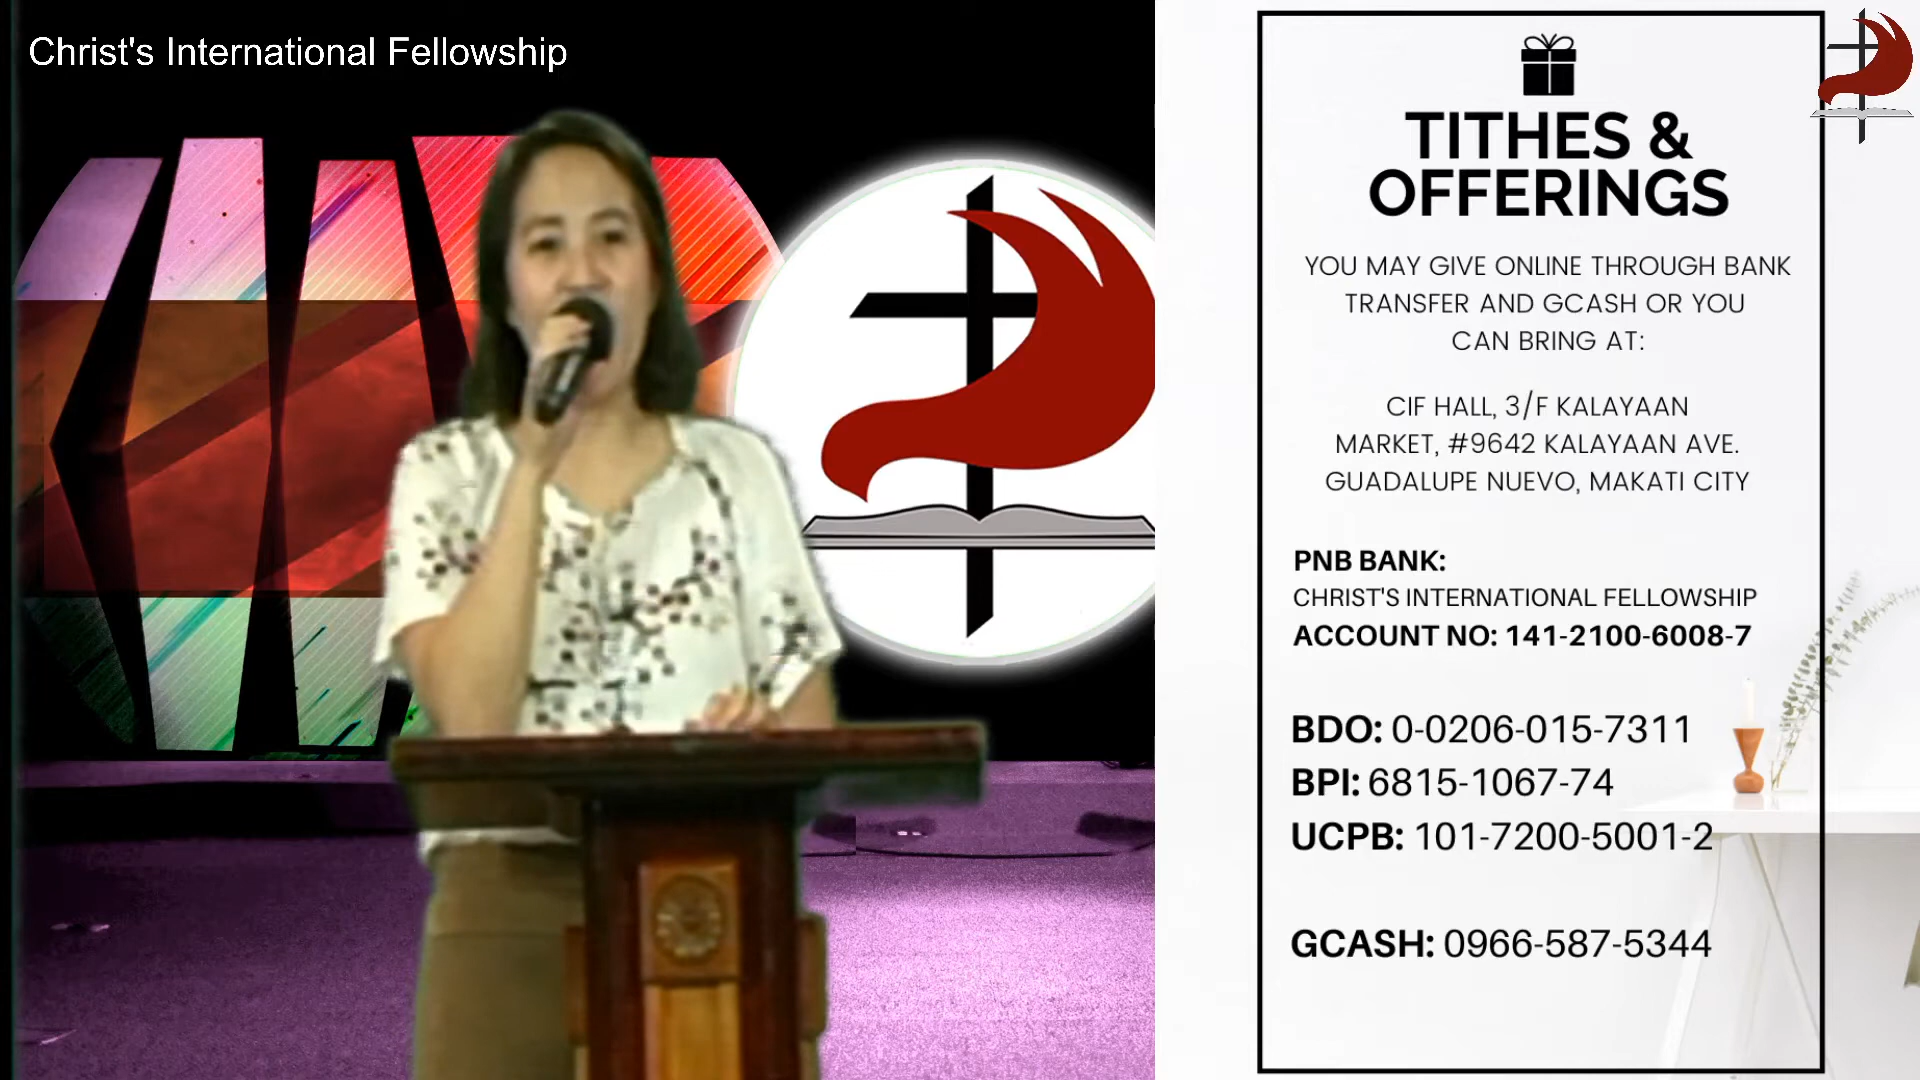 Christ's International Fellowship
TITHES &
OFFERINGS
YOU MAY GIVE ONLINE THROUGH BANK
TRANSFER AND GCASH OR YOU
CAN BRING AT:
CIF HALL, 3/F KALAYAAN
MARKET, #9642 KALAYAAN AVE.
GUADALUPE NUEVO, MAKATI CITY
PNB BANK:
CHRIST'S INTERNATIONAL FELLOWSHIP
ACCOUNT NO: 141-2100-6008-7
BDO: 0-0206-015-7311
BPI: 6815-1067-74
UCPB: 101-7200-5001-2
GCASH: 0966-587-5344